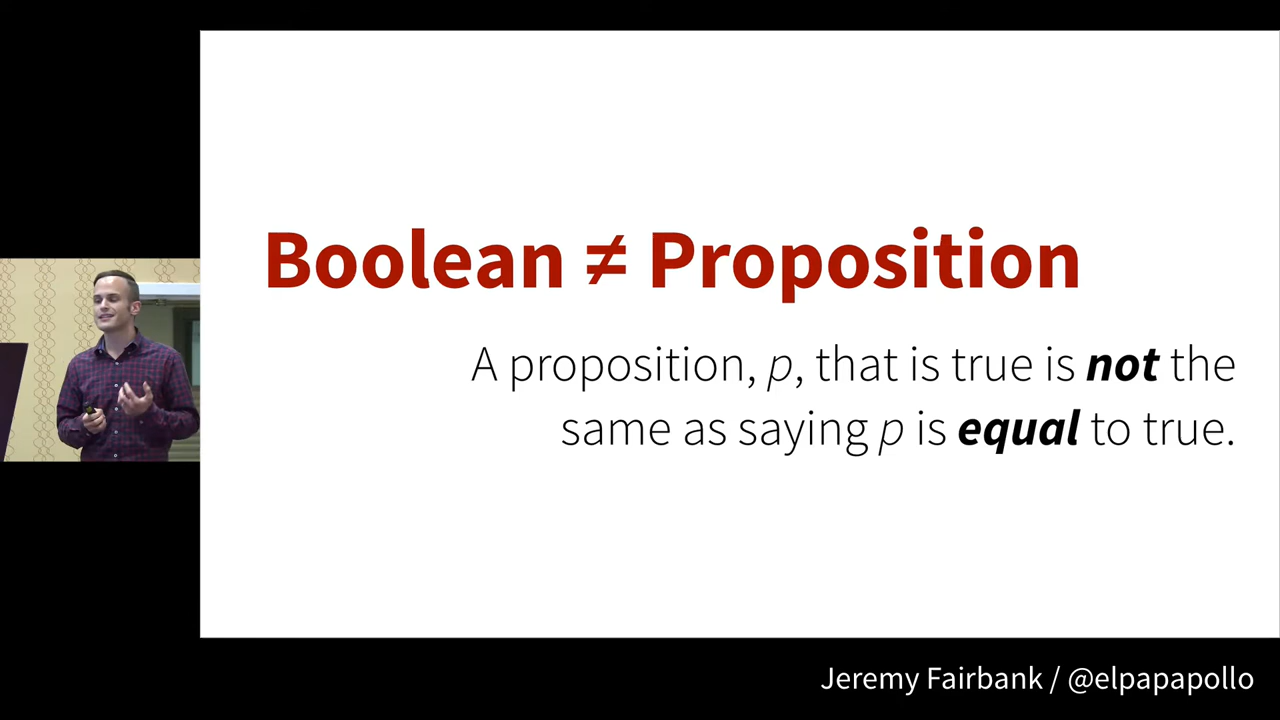 Boolean ≠ Proposition
A proposition, p, that is true is not the
same as saying p is equal to true.
Jeremy Fairbank / @elpapapollo